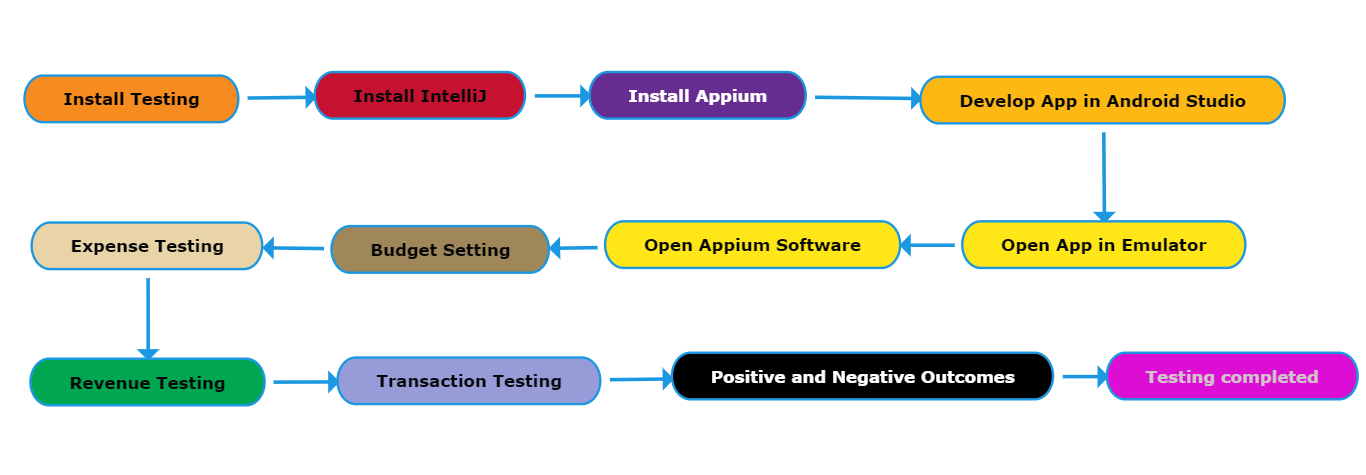 Install Testing
Install IntelliJ
Install Appium
Develop App in Android Studio
Open App in Emulator
Open Appium Software
Budget Setting
Expense Testing
Revenue Testing
Transaction Testing
Positive and Negative Outcomes
Testing completed